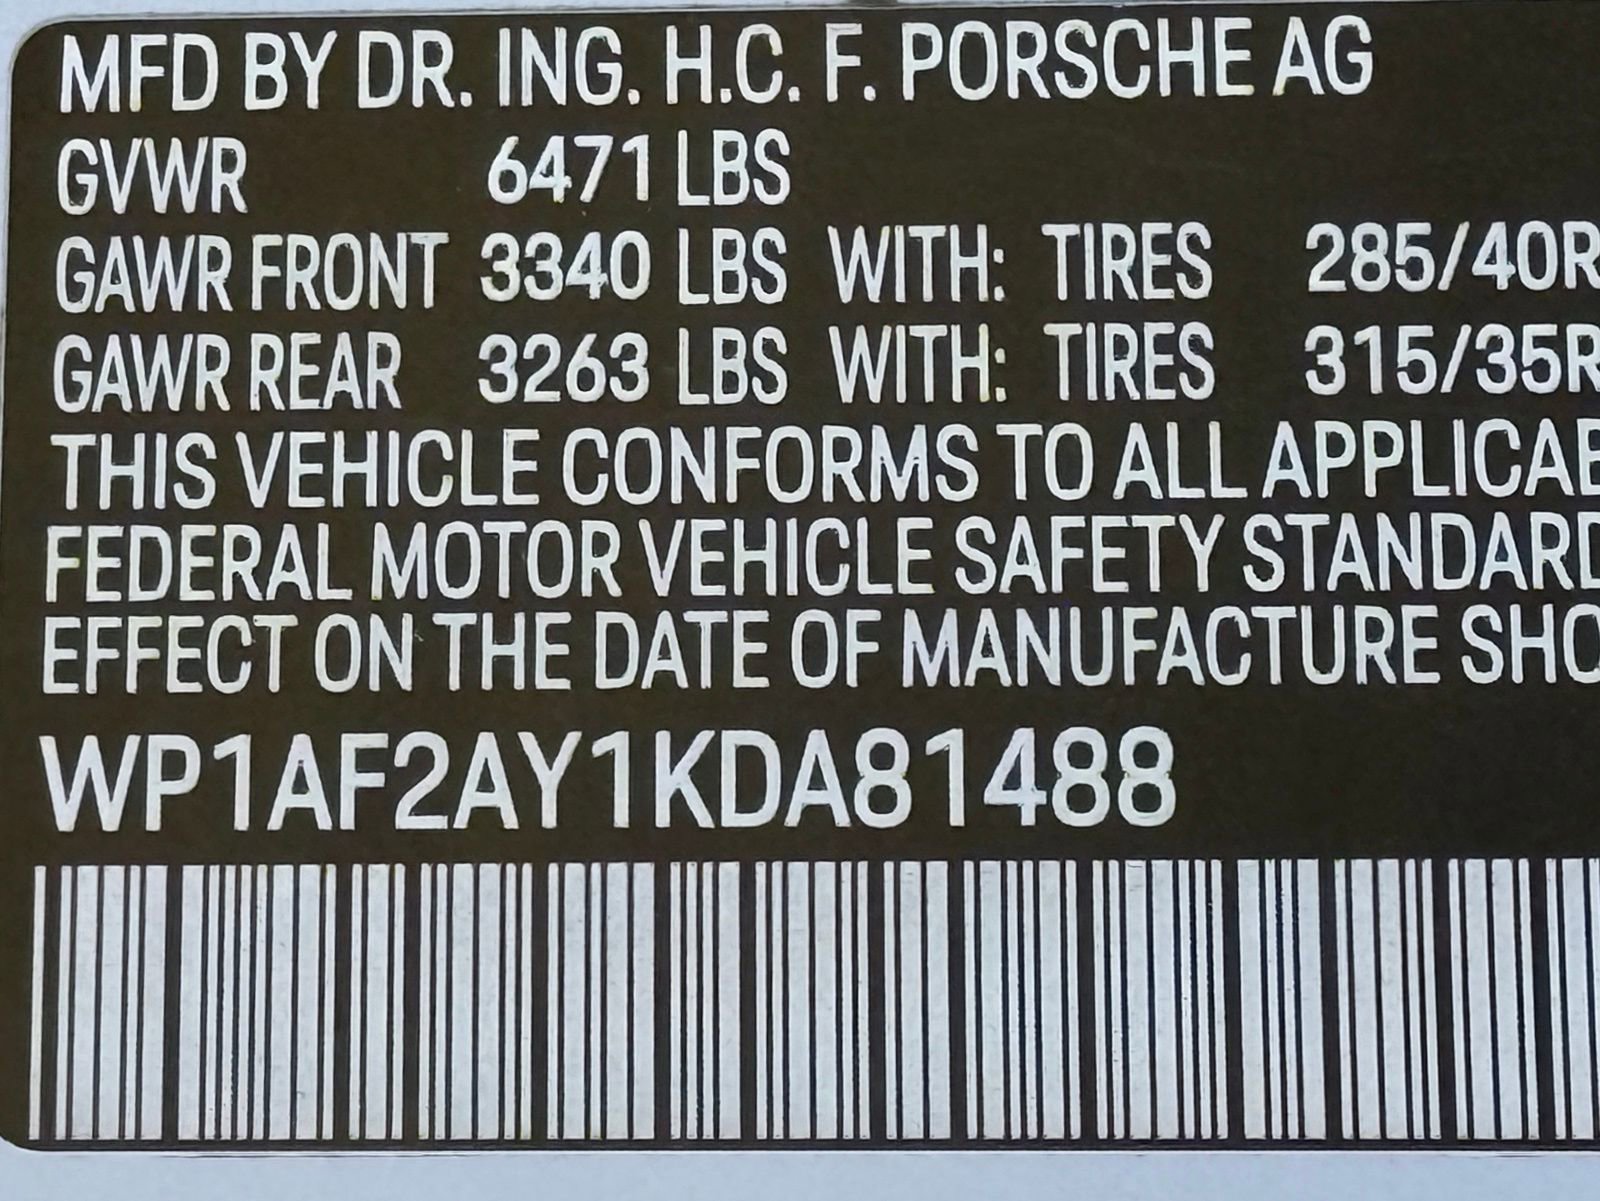 MFD BY DR. ING. H.C. F. PORSCHE AG
GVWR 6471 LBS
GAWR FRONT 3340 LBS WITH: TIRES 285/40R
GAWR REAR 3263 LBS WITH: TIRES 315/35R
THIS VEHICLE CONFORMS TO ALL APPLICAB
FEDERAL MOTOR VEHICLE SAFETY STANDARD
EFFECT ON THE DATE OF MANUFACTURE SHO
WP1AF2AY1KDA81488